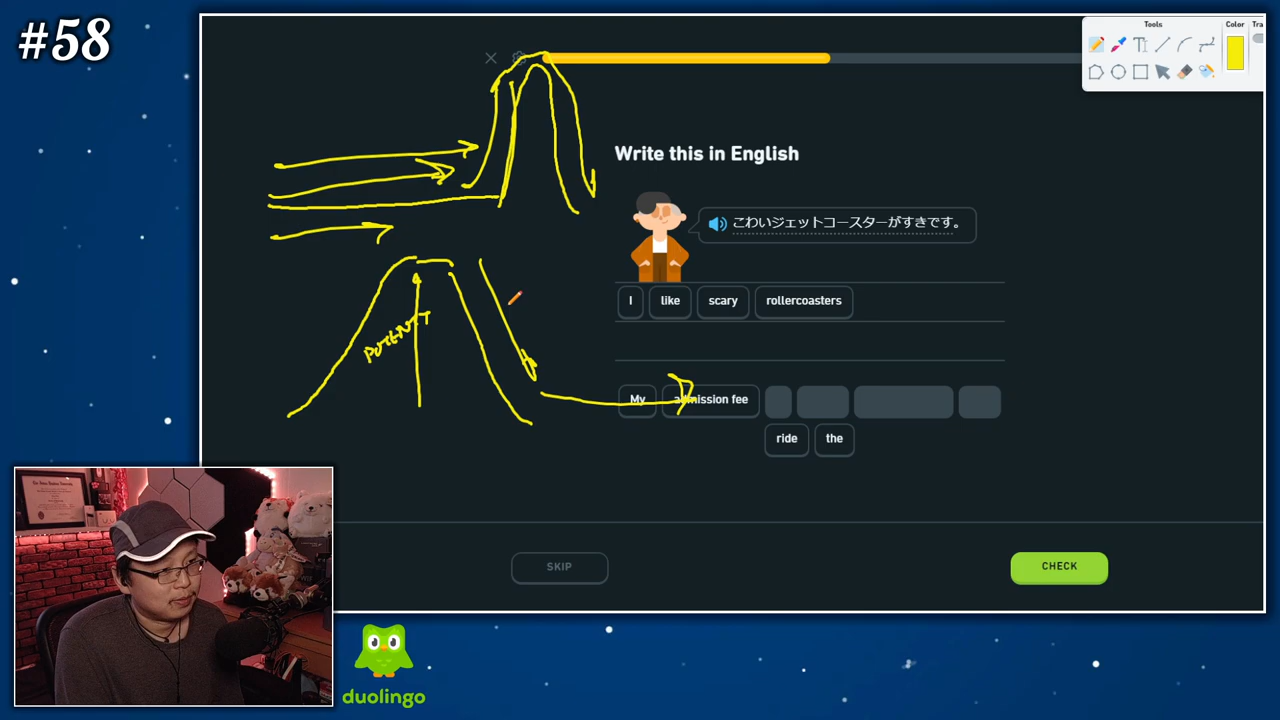 #58
Tools
Color
Tra
Write this in English
こわいジェットコースターがすきです。
I like scary rollercoasters
My admission fee
ride the
SKIP
CHECK
duolingo